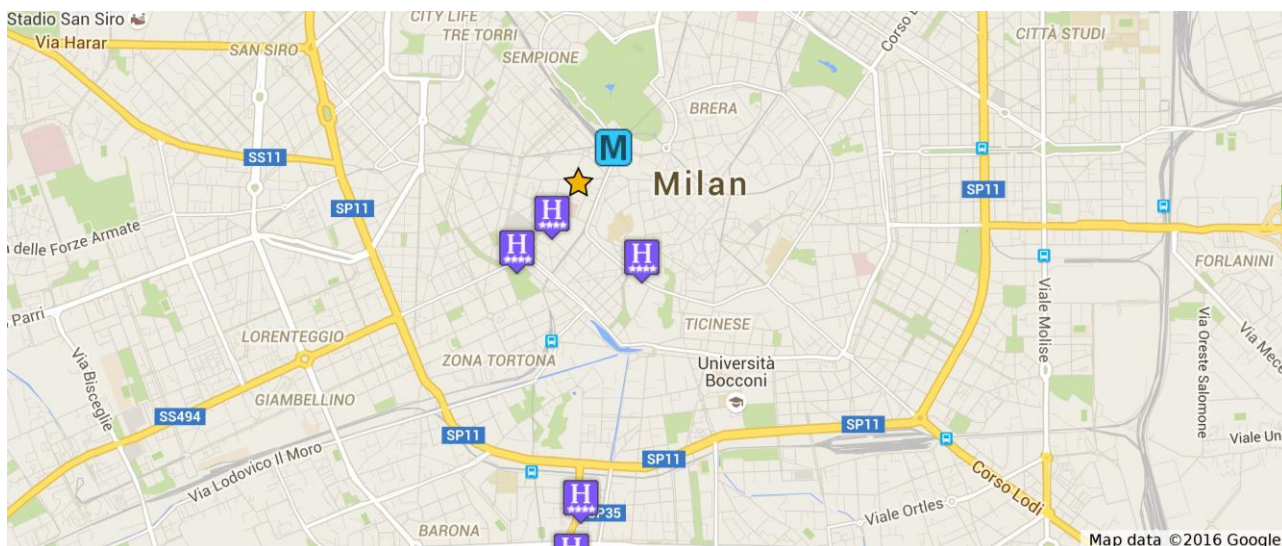 Stadio San Siro
Via Harar
SAN SIRO
CITY LIFE
TRE TORRI
SEMPIONE
BRERA
Corso
CITTÀ STUDI
M
Milan
SS11
SP11
SP11
H
H
H
delle Forze Armate
FORLANINI
Parri
Via Bisceglie
LORENTEGGIO
GIAMBELLINO
ZONA TORTONA
TICINESE
Università
Bocconi
Viale Molise
Via Oreste Salomone
Via Mece
SS494
SP11
SP11
SP11
Via Lodovico Il Moro
Viale Un
Corso Lodi
Viale Ortles
H
SP35
BARONA
H
Map data ©2016 Google